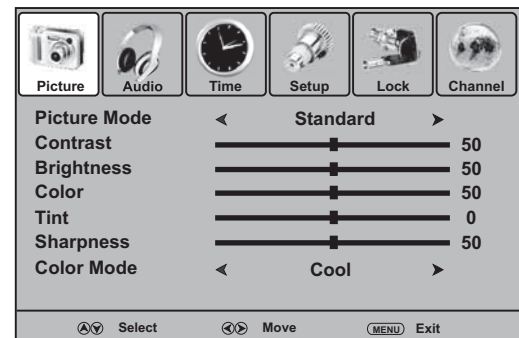 Picture Audio Time Setup Lock Channel
Picture Mode Standard
Contrast 50
Brightness 50
Color 50
Tint 0
Sharpness 50
Color Mode Cool
Select Move MENU Exit